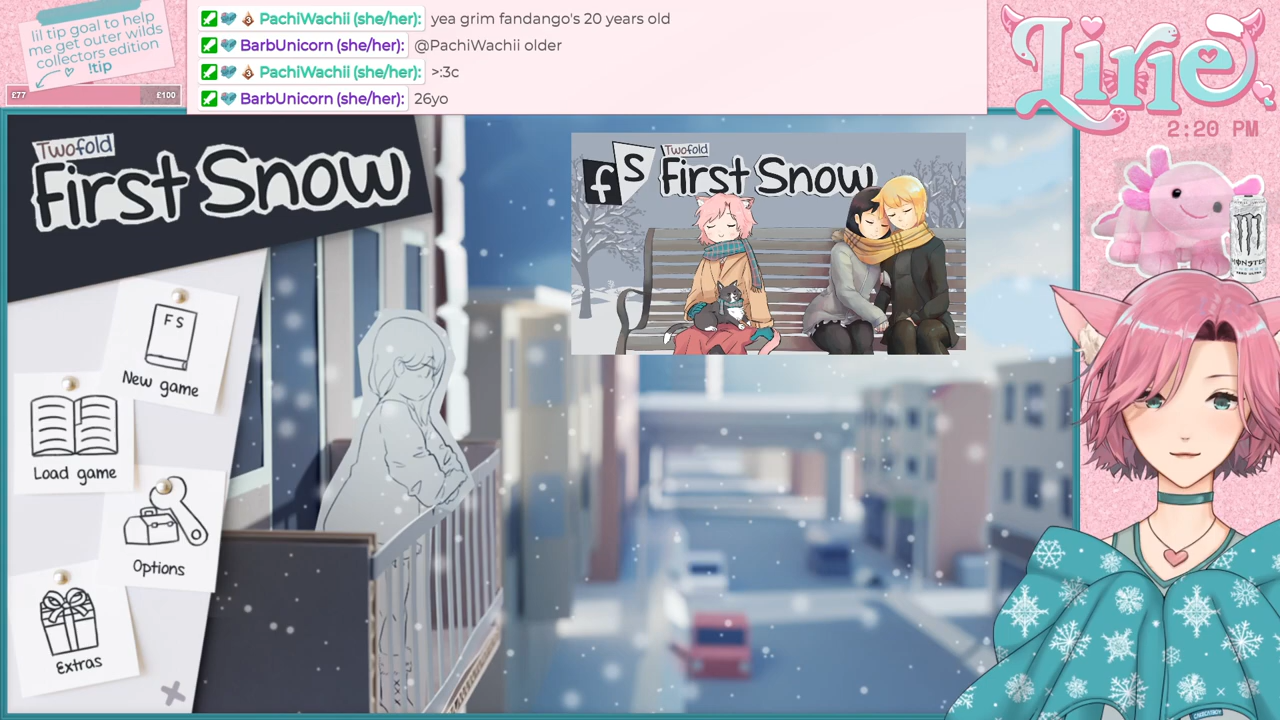 lil tip goal to help
me get outer wilds
collectors edition
!tip
£77
£100
PachiWachii (she/her): yea grim fandango's 20 years old
BarbUnicorn (she/her): @PachiWachii older
PachiWachii (she/her): >:3c
BarbUnicorn (she/her): 26yo
Lirie
2:20 PM
Twofold
First Snow
FS
New game
Load game
Options
Extras
fS
Twofold
First Snow
MONSTER